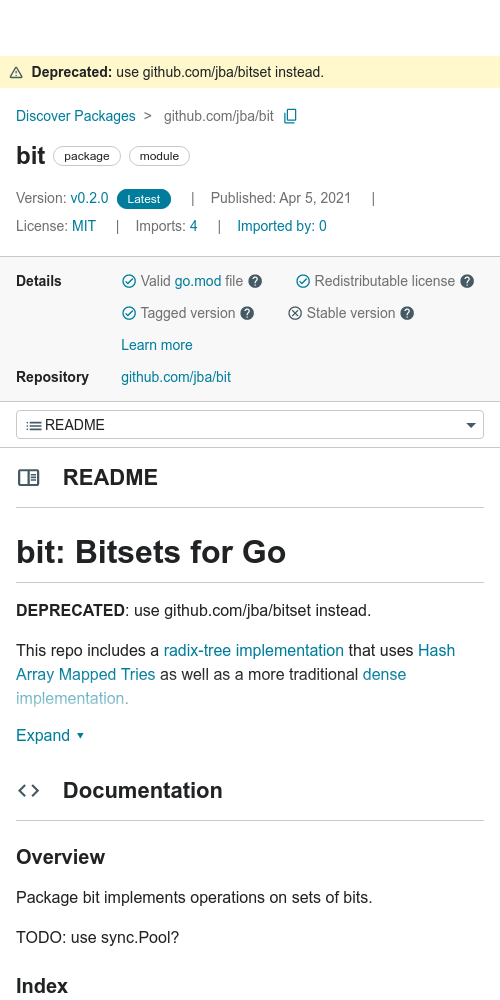 Deprecated: use github.com/jba/bitset instead.
Discover Packages > github.com/jba/bit
bit package module
Version: v0.2.0 Latest | Published: Apr 5, 2021 |
License: MIT | Imports: 4 | Imported by: 0
Details Valid go.mod file ? Redistributable license ?
Tagged version ? Stable version ?
Learn more
Repository github.com/jba/bit
README
README
bit: Bitsets for Go
DEPRECATED: use github.com/jba/bitset instead.
This repo includes a radix-tree implementation that uses Hash
Array Mapped Tries as well as a more traditional dense
implementation.
Expand ▾
Documentation
Overview
Package bit implements operations on sets of bits.
TODO: use sync.Pool?
Index